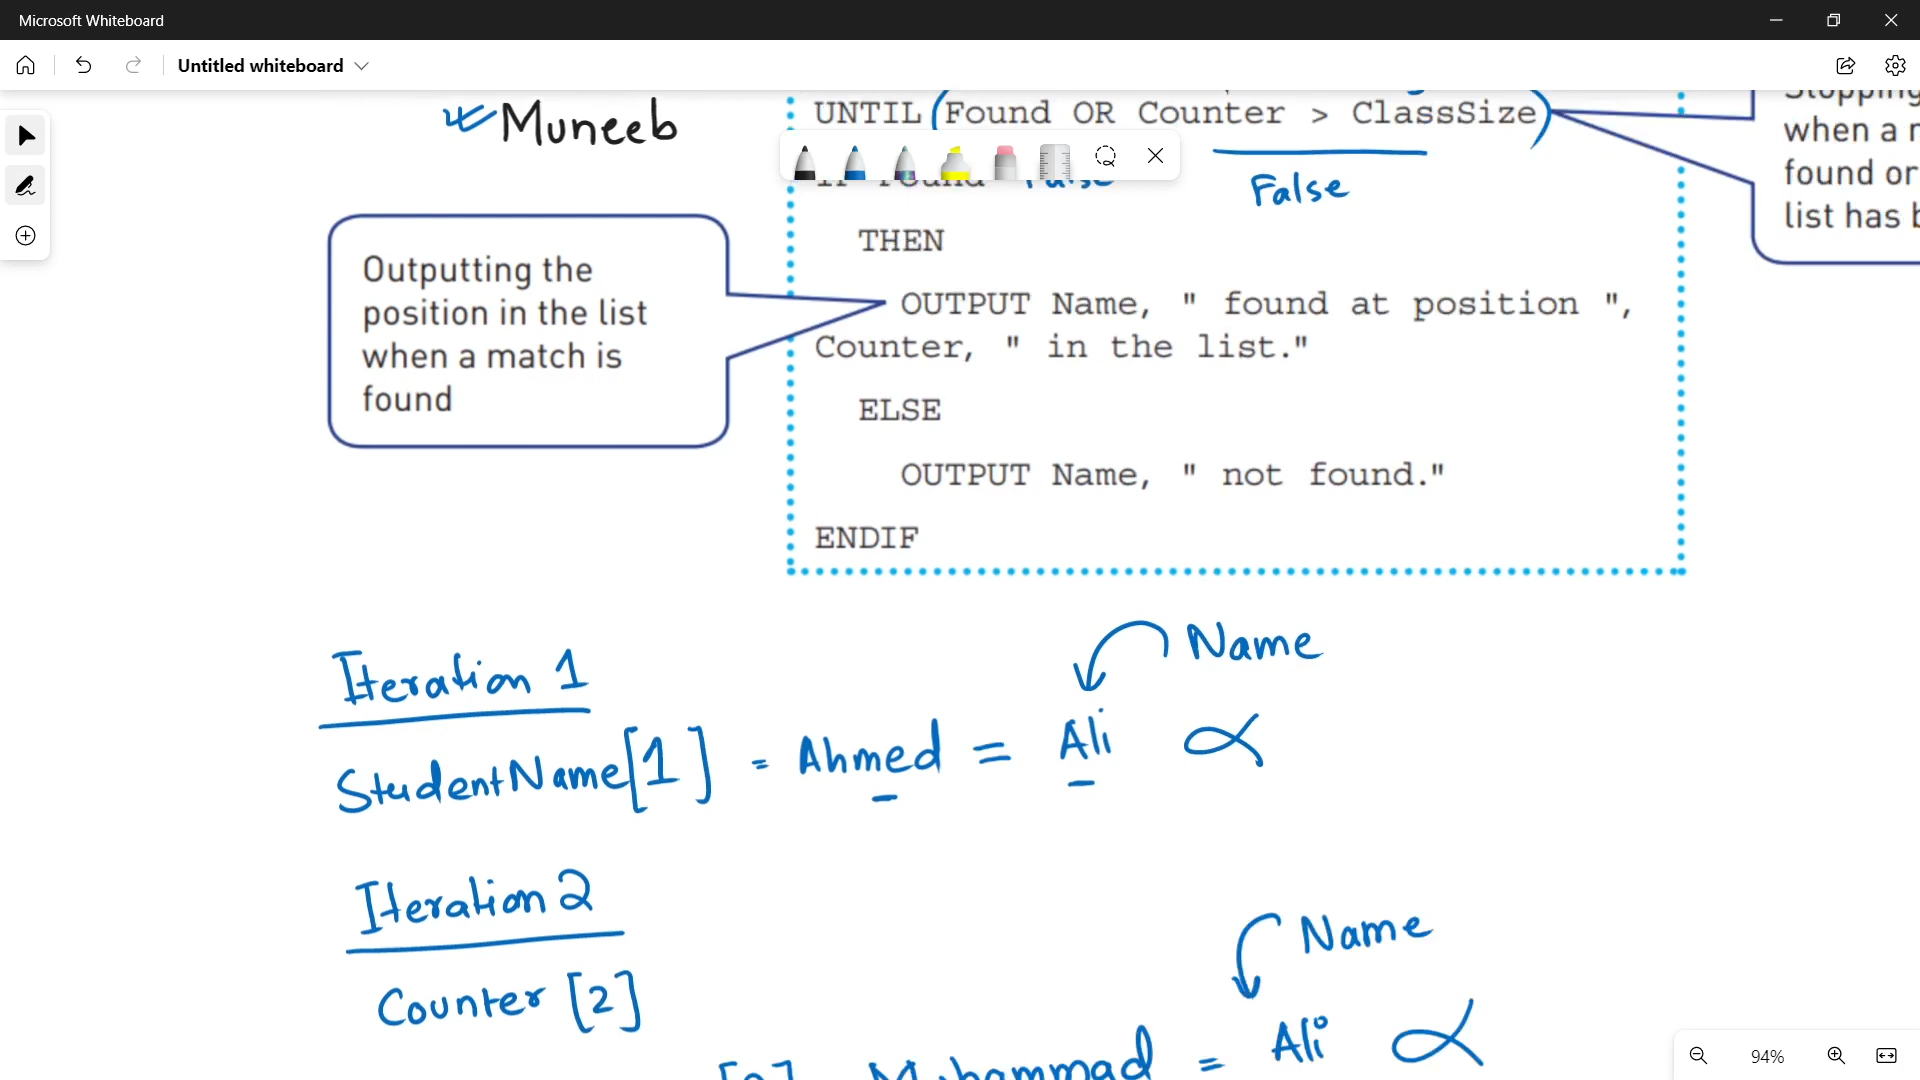 Microsoft Whiteboard
Untitled whiteboard
Muneeb
UNTIL (Found OR Counter > ClassSize)
when a
found or
list has
False
THEN
Outputting the
position in the list
when a match is
found
OUTPUT Name, " found at position ",
Counter, " in the list."
ELSE
OUTPUT Name, " not found."
ENDIF
Iteration 1
Name
StudentName[1] = Ahmed = Ali
Iteration 2
Name
Counter [2]
Muhammad = Ali
94%